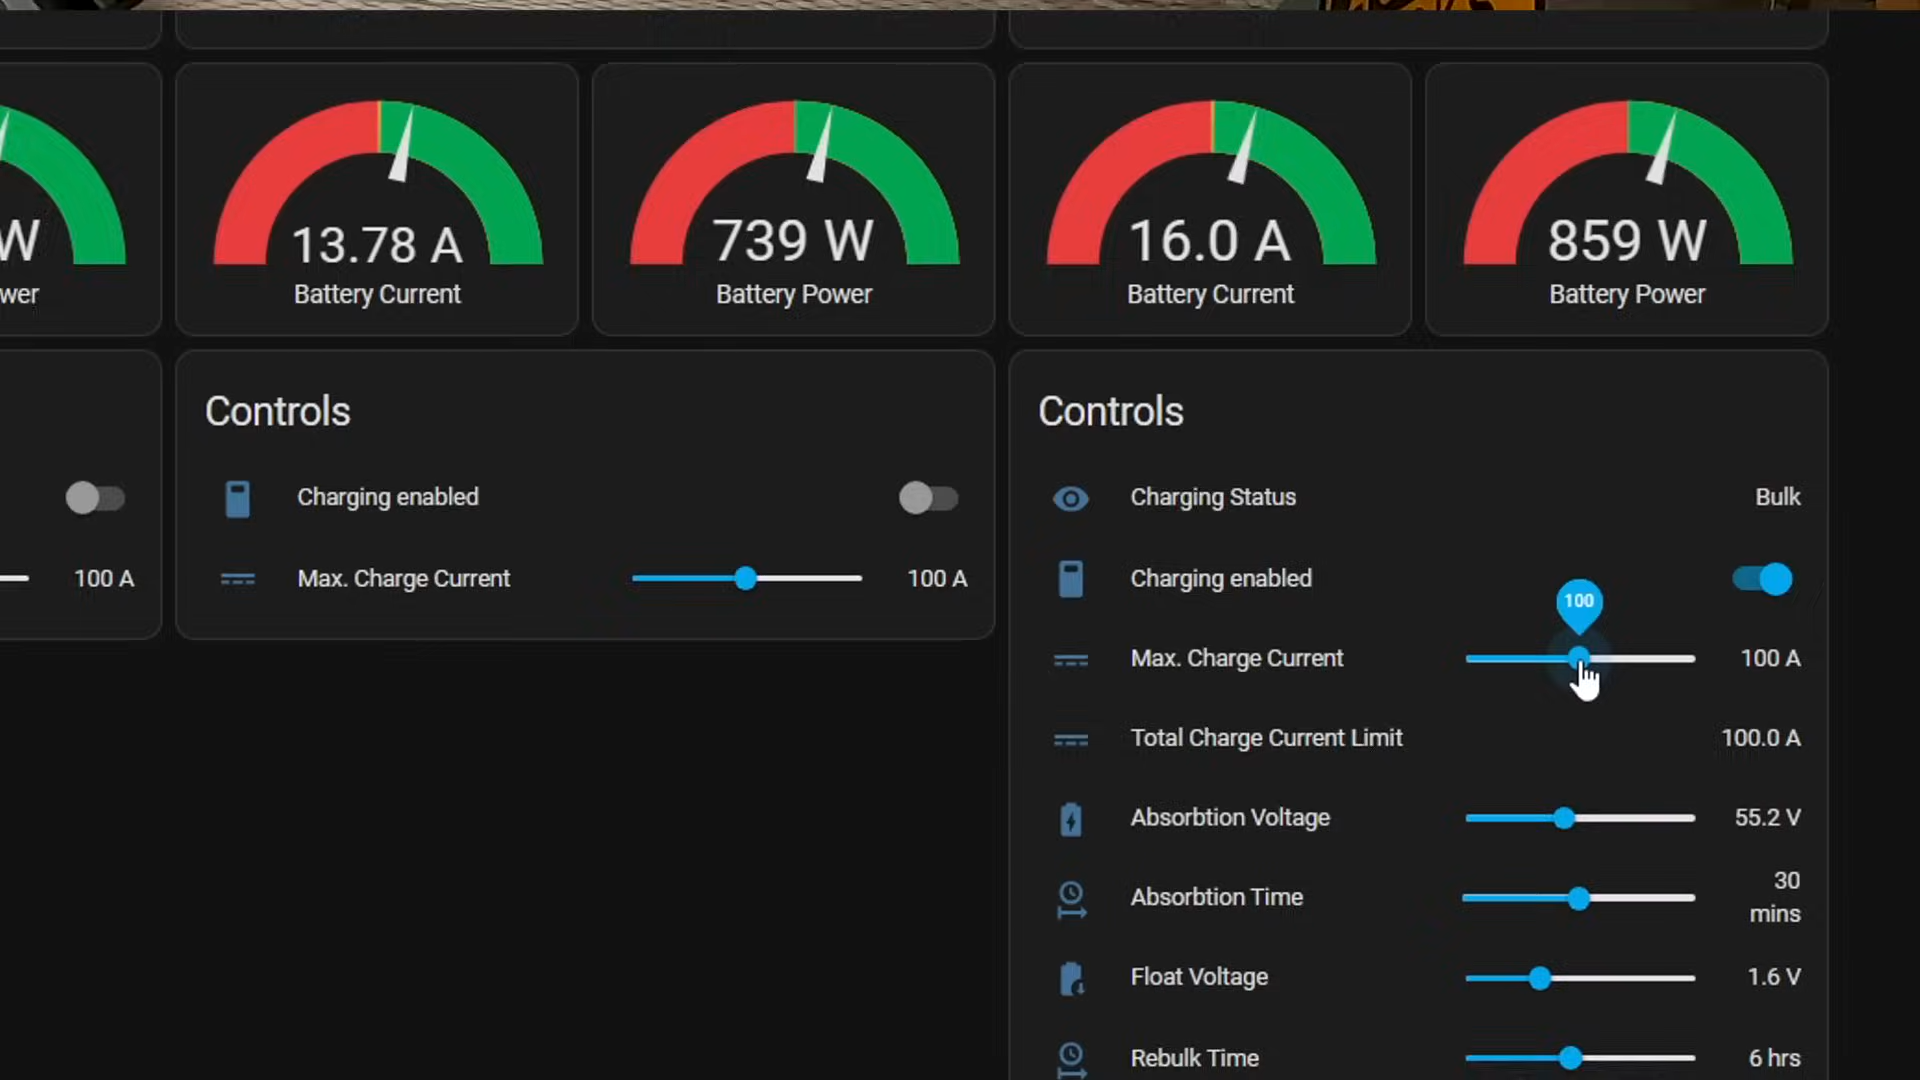 W
wer
13.78 A
Battery Current
739 W
Battery Power
16.0 A
Battery Current
859 W
Battery Power
100 A
Controls
Charging enabled
Max. Charge Current
100 A
Controls
Charging Status
Bulk
Charging enabled
100
Max. Charge Current
100 A
Total Charge Current Limit
100.0 A
Absorbtion Voltage
55.2 V
Absorbtion Time
30
mins
Float Voltage
1.6 V
Rebulk Time
6 hrs